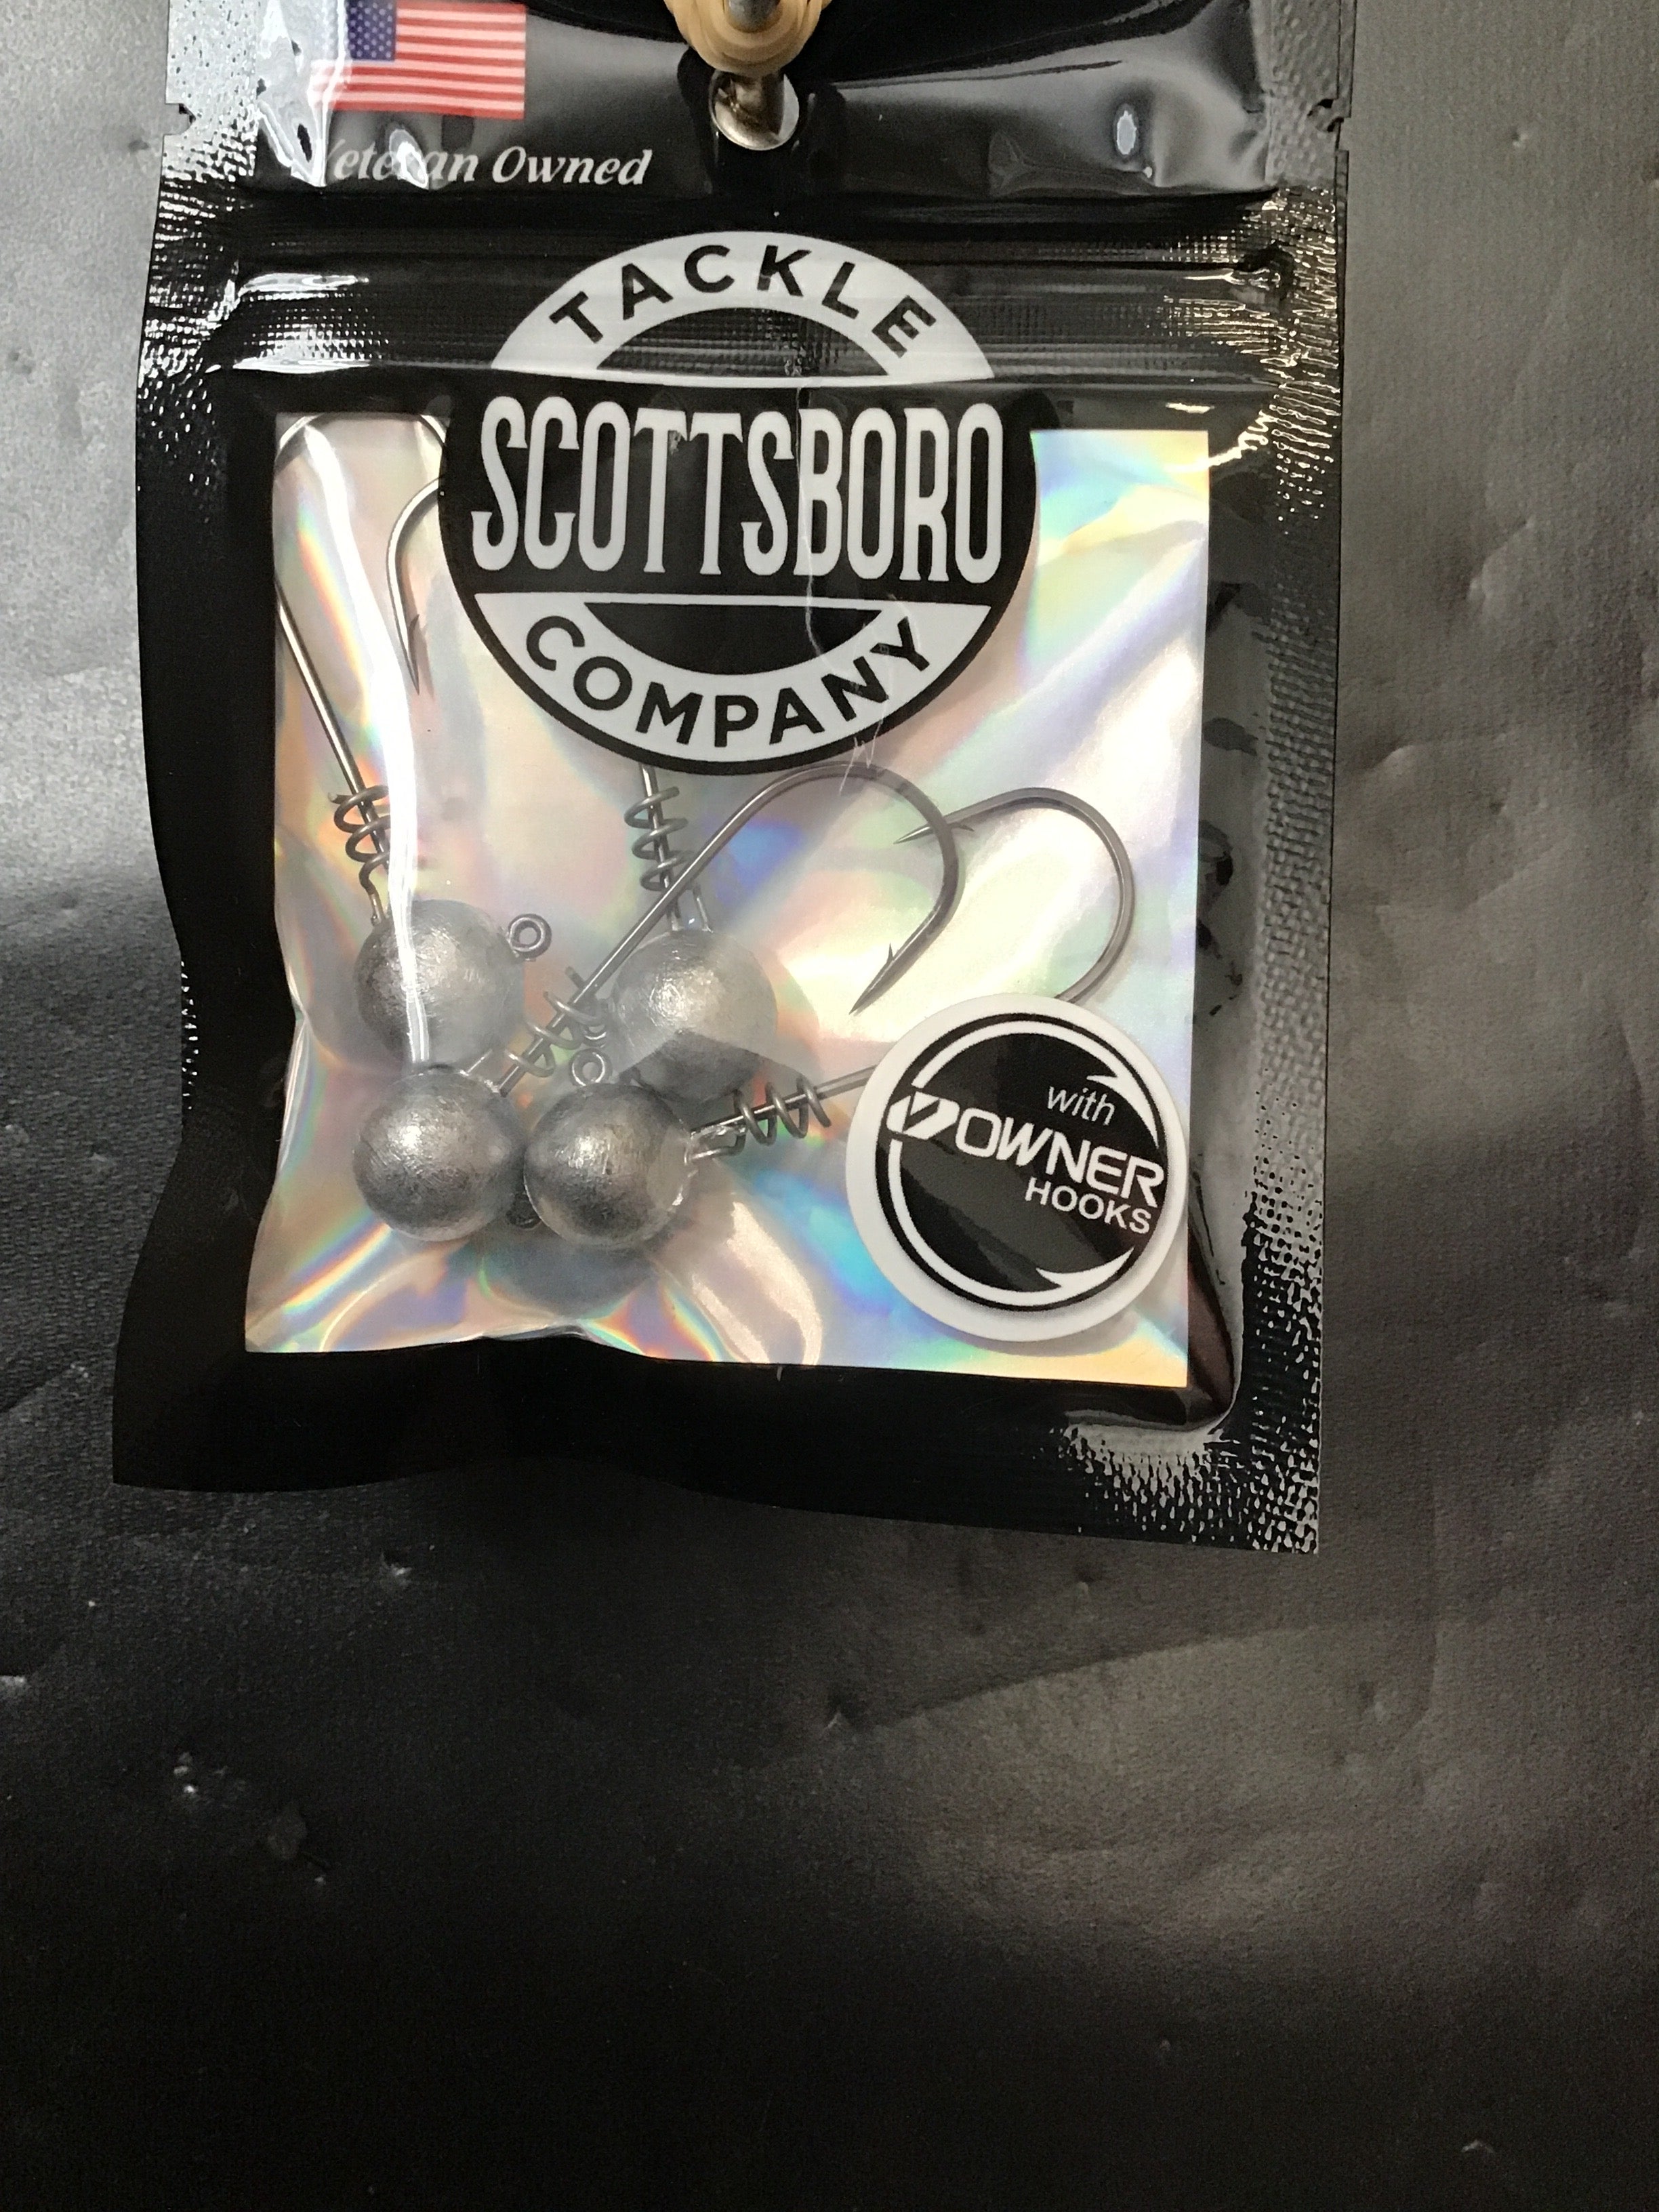 Veteran Owned
TACKLE
SCOTTSBORO
COMPANY
with
OWNER
HOOKS